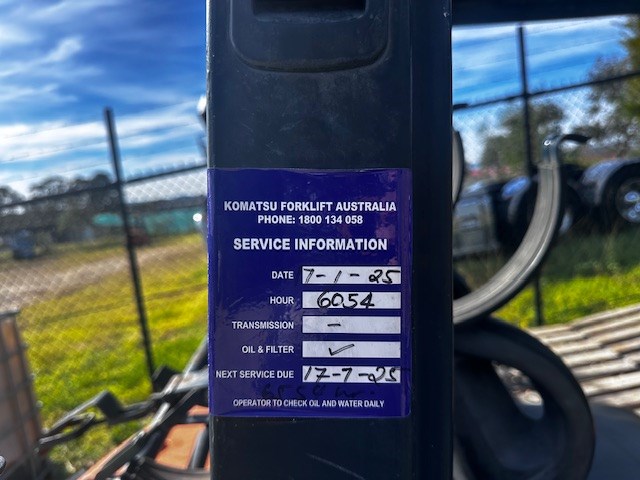 KOMATSU FORKLIFT AUSTRALIA
PHONE: 1800 134 058
SERVICE INFORMATION
DATE 7-1-25
HOUR 6054
TRANSMISSION -
OIL & FILTER ✓
NEXT SERVICE DUE 17-7-25
OPERATOR TO CHECK OIL AND WATER DAILY